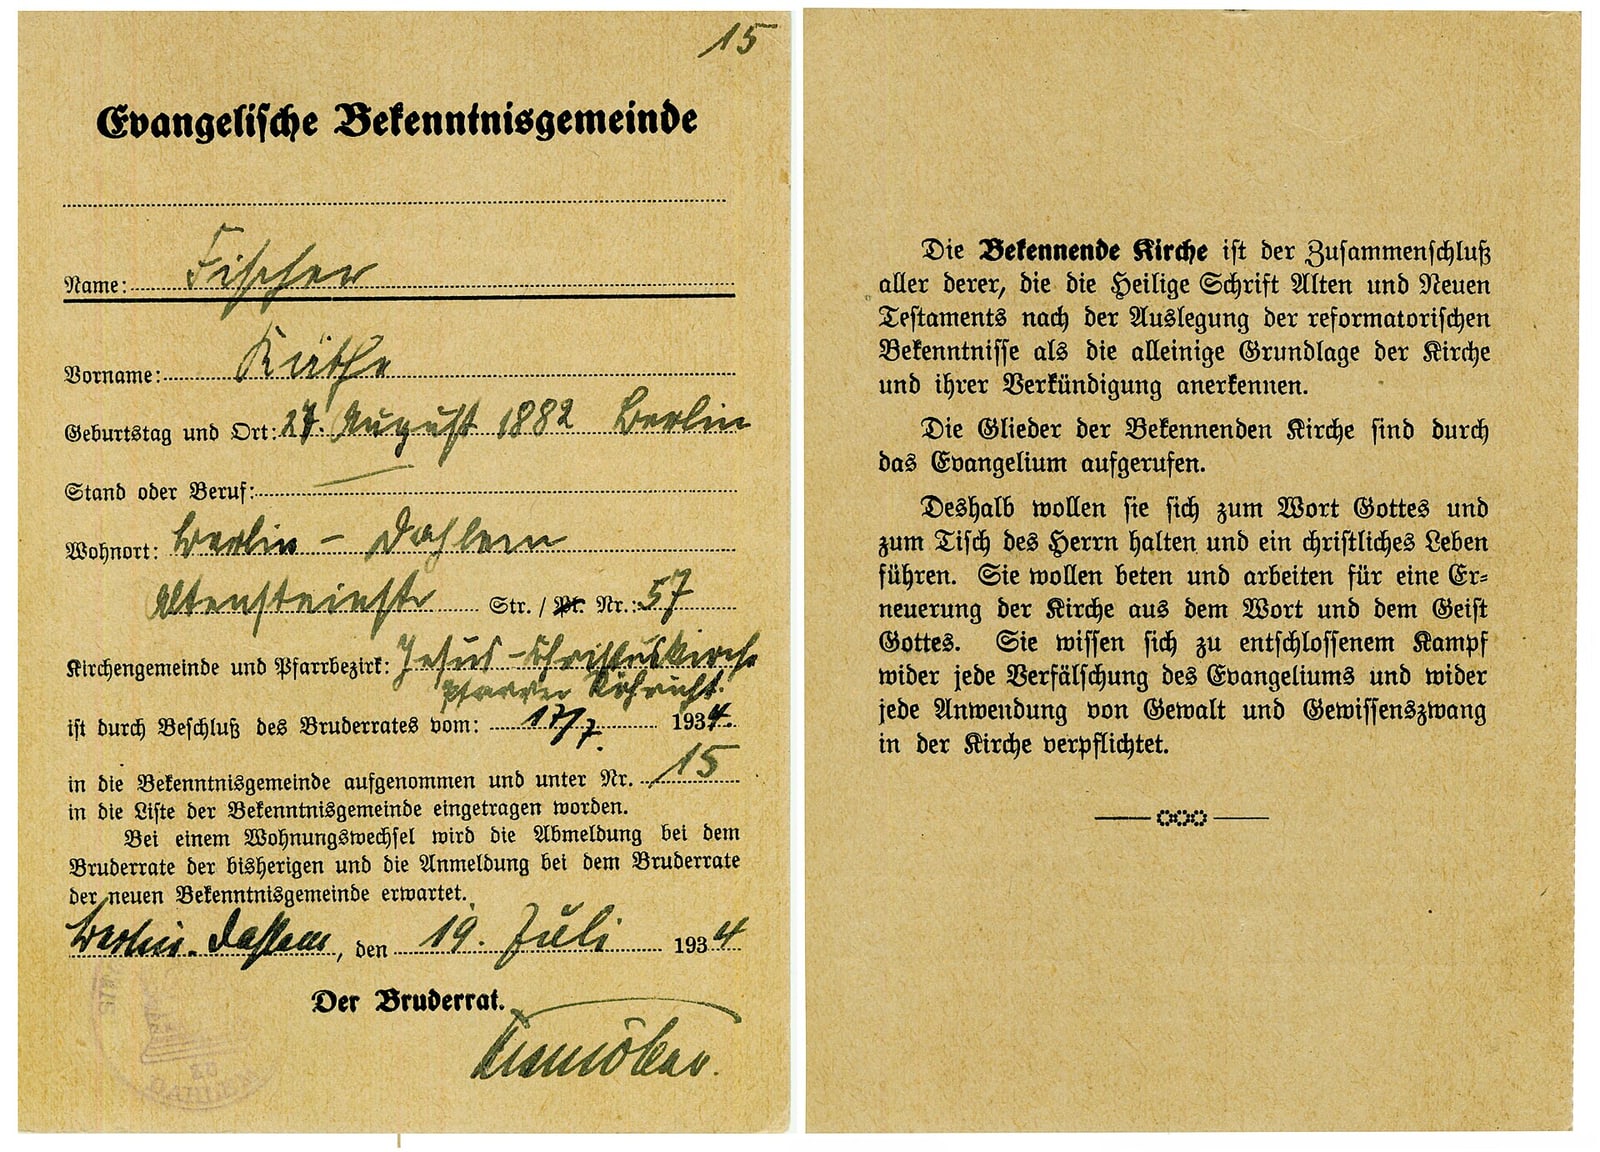 15
Evangelische Bekenntnisgemeinde
Name: Fischer
Vorname: Käthe
Geburtstag und Ort: 27. August 1882 Berlin
Stand oder Beruf: —
Wohnort: Berlin - Dahlem
Altensteinstr Str. / Pl. Nr.: 57
Kirchengemeinde und Pfarrbezirk: Jesus-Christuskirche
Pfarrer Röhricht.
ist durch Beschluß des Bruderrates vom: 17/7. 1934.
in die Bekenntnisgemeinde aufgenommen und unter Nr. 15
in die Liste der Bekenntnisgemeinde eingetragen worden.
Bei einem Wohnungswechsel wird die Abmeldung bei dem
Bruderrate der bisherigen und die Anmeldung bei dem Bruderrate
der neuen Bekenntnisgemeinde erwartet.
Berlin-Dahlem, den 19. Juli 1934
Der Bruderrat.
Die Bekennende Kirche ist der Zusammenschluß
aller derer, die die Heilige Schrift Alten und Neuen
Testaments nach der Auslegung der reformatorischen
Bekenntnisse als die alleinige Grundlage der Kirche
und ihrer Verkündigung anerkennen.
Die Glieder der Bekennenden Kirche sind durch
das Evangelium aufgerufen.
Deshalb wollen sie sich zum Wort Gottes und
zum Tisch des Herrn halten und ein christliches Leben
führen. Sie wollen beten und arbeiten für eine Er-
neuerung der Kirche aus dem Wort und dem Geist
Gottes. Sie wissen sich zu entschlossenem Kampf
wider jede Verfälschung des Evangeliums und wider
jede Anwendung von Gewalt und Gewissenszwang
in der Kirche verpflichtet.